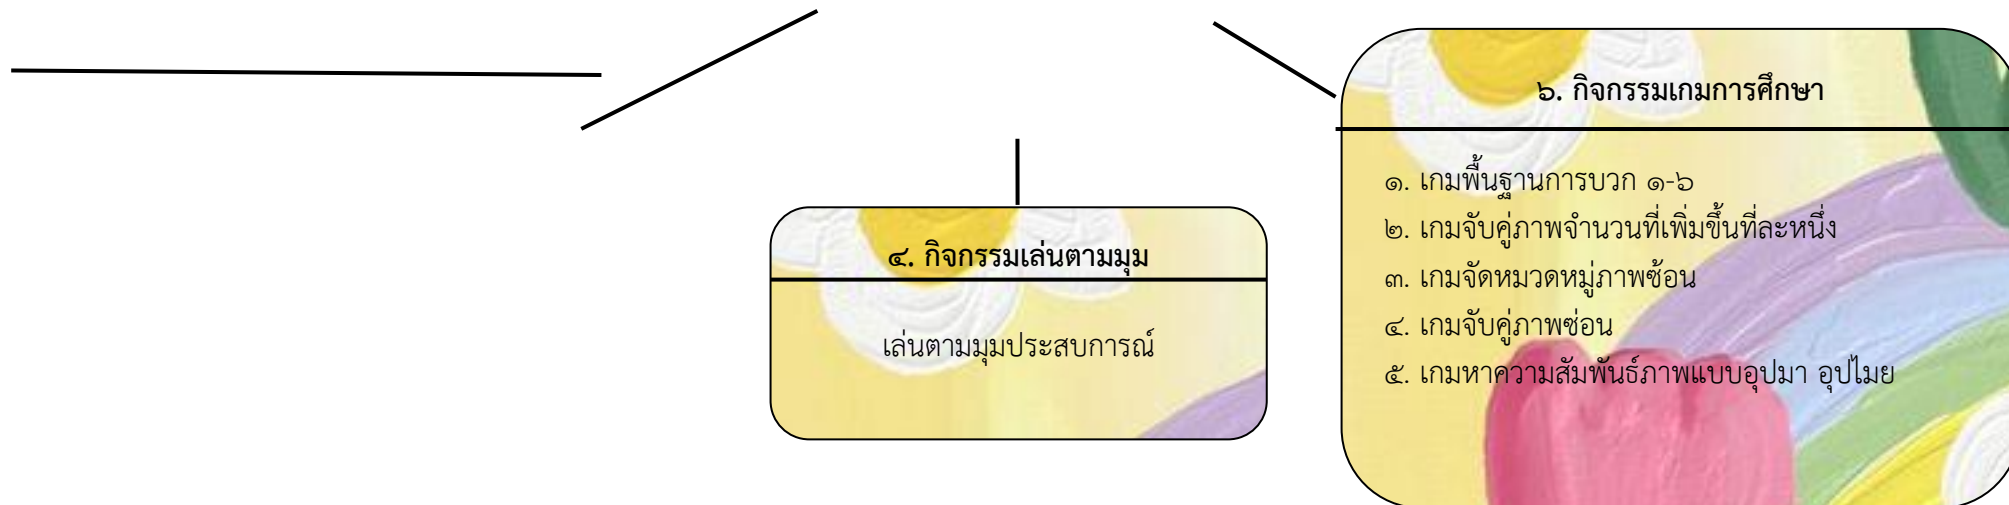 ๖. กิจกรรมเกมการศึกษา
๑. เกมพื้นฐานการบวก ๑-๖
๒. เกมจับคู่ภาพจำนวนที่เพิ่มขึ้นที่ละหนึ่ง
๓. เกมจัดหมวดหมู่ภาพซ้อน
๔. เกมจับคู่ภาพซ่อน
๕. เกมหาความสัมพันธ์ภาพแบบอุปมา อุปไมย
๔. กิจกรรมเล่นตามมุม
เล่นตามมุมประสบการณ์